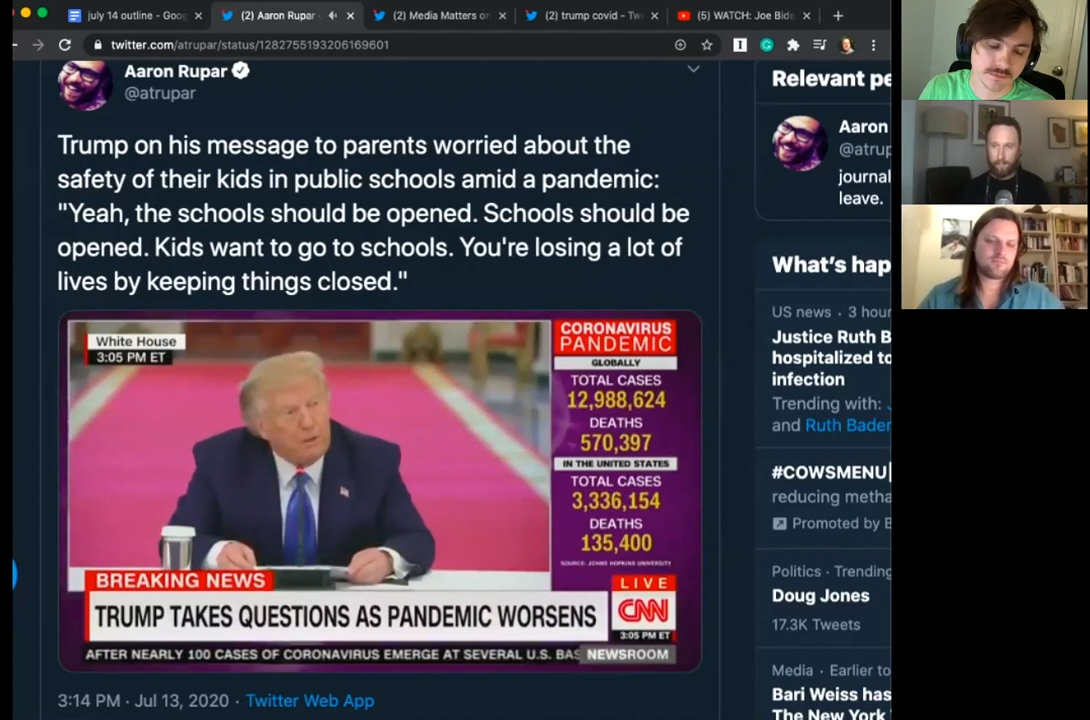 july 14 outline - Goo
(2) Aaron Rupar
(2) Media Matters on
(2) trump covid - Tw
(5) WATCH: Joe Bide
twitter.com/atrupar/status/1282755193206169601
Aaron Rupar
@atrupar
Trump on his message to parents worried about the
safety of their kids in public schools amid a pandemic:
"Yeah, the schools should be opened. Schools should be
opened. Kids want to go to schools. You're losing a lot of
lives by keeping things closed."
White House
3:05 PM ET
CORONAVIRUS
PANDEMIC
GLOBALLY
TOTAL CASES
12,988,624
DEATHS
570,397
IN THE UNITED STATES
TOTAL CASES
3,336,154
DEATHS
135,400
SOURCE: JOHNS HOPKINS UNIVERSITY
BREAKING NEWS
TRUMP TAKES QUESTIONS AS PANDEMIC WORSENS
LIVE
CNN
3:05 PM ET
AFTER NEARLY 100 CASES OF CORONAVIRUS EMERGE AT SEVERAL U.S. BAS
NEWSROOM
3:14 PM · Jul 13, 2020 · Twitter Web App
Relevant pe
Aaron
@atrup
journal
leave.
What's hap
US news · 3 hour
Justice Ruth B
hospitalized to
infection
Trending with:
and Ruth Bader
#COWSMENU
reducing metha
Promoted by B
Politics · Trending
Doug Jones
17.3K Tweets
Media · Earlier to
Bari Weiss has
The New York